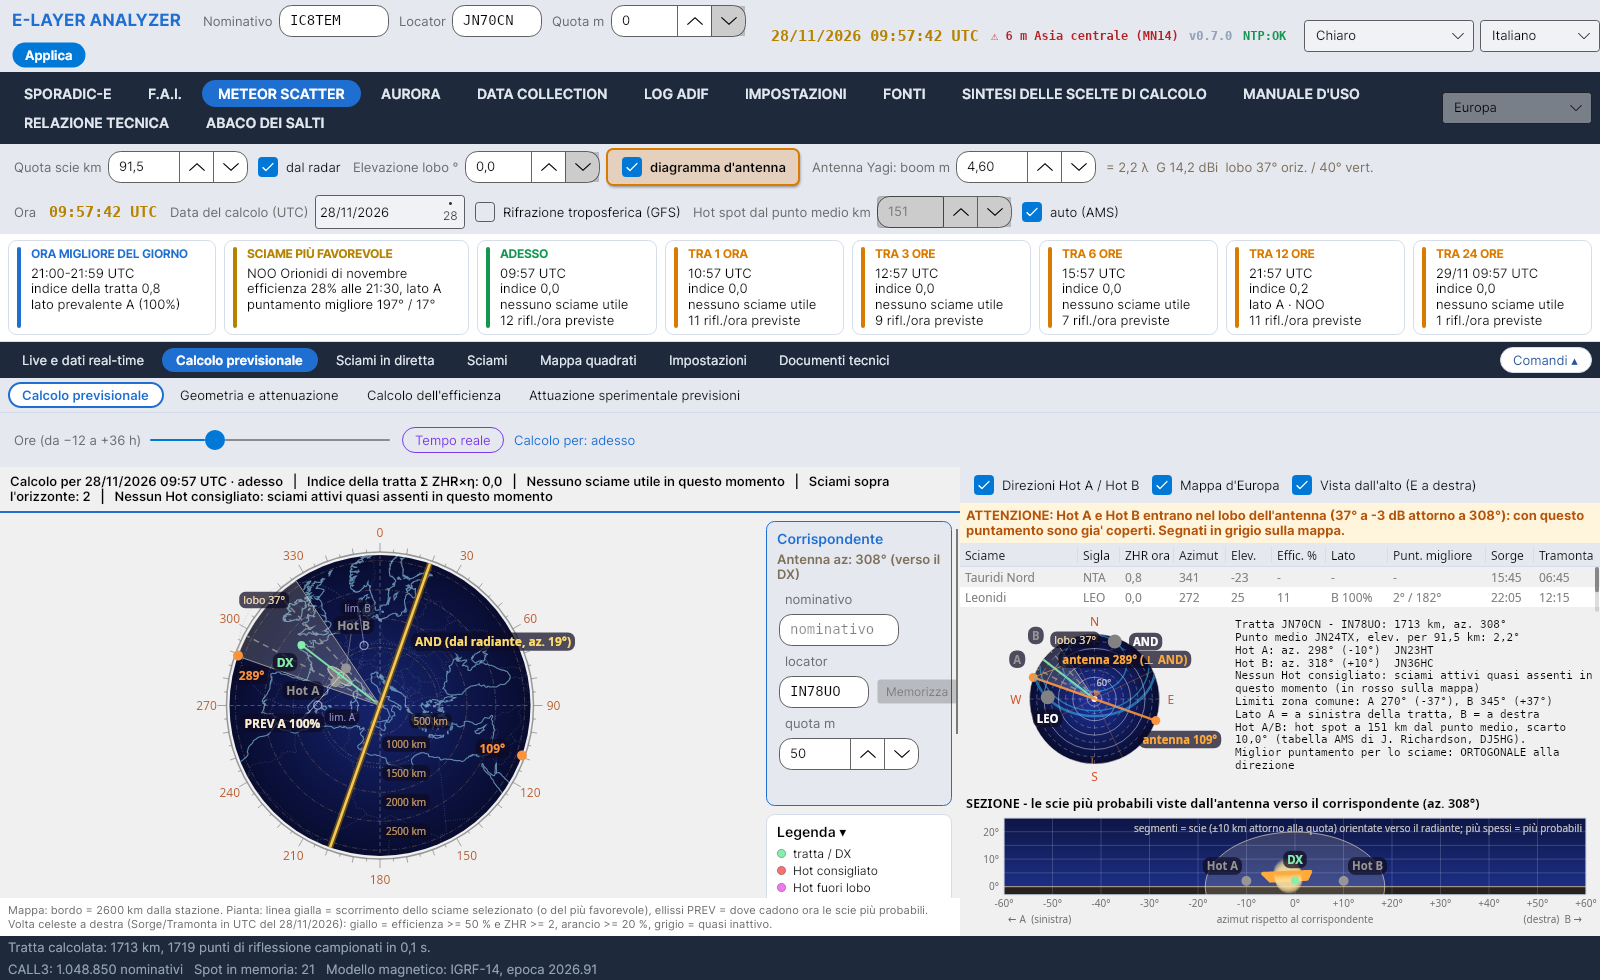 E-LAYER ANALYZER Nominativo IC8TEM Locator JN70CN Quota m 0
Applica
28/11/2026 09:57:42 UTC ⚠ 6 m Asia centrale (MN14) v0.7.0 NTP:OK Chiaro Italiano
SPORADIC-E F.A.I. METEOR SCATTER AURORA DATA COLLECTION LOG ADIF IMPOSTAZIONI FONTI SINTESI DELLE SCELTE DI CALCOLO MANUALE D'USO
RELAZIONE TECNICA ABACO DEI SALTI
Europa
Quota scie km 91,5 dal radar Elevazione lobo ° 0,0 diagramma d'antenna Antenna Yagi: boom m 4,60 = 2,2 λ G 14,2 dBi lobo 37° oriz. / 40° vert.
Ora 09:57:42 UTC Data del calcolo (UTC) 28/11/2026 28 Rifrazione troposferica (GFS) Hot spot dal punto medio km 151 auto (AMS)
ORA MIGLIORE DEL GIORNO
21:00-21:59 UTC
indice della tratta 0,8
lato prevalente A (100%)
SCIAME PIÙ FAVOREVOLE
NOO Orionidi di novembre
efficienza 28% alle 21:30, lato A
puntamento migliore 197° / 17°
ADESSO
09:57 UTC
indice 0,0
nessuno sciame utile
12 rifl./ora previste
TRA 1 ORA
10:57 UTC
indice 0,0
nessuno sciame utile
11 rifl./ora previste
TRA 3 ORE
12:57 UTC
indice 0,0
nessuno sciame utile
9 rifl./ora previste
TRA 6 ORE
15:57 UTC
indice 0,0
nessuno sciame utile
7 rifl./ora previste
TRA 12 ORE
21:57 UTC
indice 0,2
lato A · NOO
11 rifl./ora previste
TRA 24 ORE
29/11 09:57 UTC
indice 0,0
nessuno sciame utile
1 rifl./ora previste
Live e dati real-time Calcolo previsionale Sciami in diretta Sciami Mappa quadrati Impostazioni Documenti tecnici Comandi ▴
Calcolo previsionale Geometria e attenuazione Calcolo dell'efficienza Attuazione sperimentale previsioni
Ore (da −12 a +36 h) Tempo reale Calcolo per: adesso
Calcolo per 28/11/2026 09:57 UTC · adesso | Indice della tratta Σ ZHR×η: 0,0 | Nessuno sciame utile in questo momento | Sciami sopra
l'orizzonte: 2 | Nessun Hot consigliato: sciami attivi quasi assenti in questo momento
0
330 30
lobo 37° lim. B
300 Hot B 60
AND (dal radiante, az. 19°)
DX
289°
Hot A
270 90
PREV A 100% lim. A 500 km
1000 km 109°
1500 km
240 120
2000 km
2500 km
210 150
180
Corrispondente
Antenna az: 308° (verso il
DX)
nominativo
nominativo
locator
IN78UO Memorizza
quota m
50
Legenda ▾
tratta / DX
Hot consigliato
Hot fuori lobo
Mappa: bordo = 2600 km dalla stazione. Pianta: linea gialla = scorrimento dello sciame selezionato (o del più favorevole), ellissi PREV = dove cadono ora le scie più probabili.
Volta celeste a destra (Sorge/Tramonta in UTC del 28/11/2026): giallo = efficienza >= 50 % e ZHR >= 2, arancio >= 20 %, grigio = quasi inattivo.
Direzioni Hot A / Hot B Mappa d'Europa Vista dall'alto (E a destra)
ATTENZIONE: Hot A e Hot B entrano nel lobo dell'antenna (37° a -3 dB attorno a 308°): con questo
puntamento sono gia' coperti. Segnati in grigio sulla mappa.
Sciame Sigla ZHR ora Azimut Elev. Effic. % Lato Punt. migliore Sorge Tramonta
Tauridi Nord NTA 0,8 341 -23 - - - 15:45 06:45
Leonidi LEO 0,0 272 25 11 B 100% 2° / 182° 22:05 12:15
N
B lobo 37° AND
A antenna 289° (⊥ AND)
60°
W E
LEO
antenna 109°
S
Tratta JN70CN - IN78UO: 1713 km, az. 308°
Punto medio JN24TX, elev. per 91,5 km: 2,2°
Hot A: az. 298° (-10°) JN23HT
Hot B: az. 318° (+10°) JN36HC
Nessun Hot consigliato: sciami attivi quasi assenti in
questo momento (in rosso sulla mappa)
Limiti zona comune: A 270° (-37°), B 345° (+37°)
Lato A = a sinistra della tratta, B = a destra
Hot A/B: hot spot a 151 km dal punto medio, scarto
10,0° (tabella AMS di J. Richardson, DJ5HG).
Miglior puntamento per lo sciame: ORTOGONALE alla
direzione
SEZIONE - le scie più probabili viste dall'antenna verso il corrispondente (az. 308°)
segmenti = scie (±10 km attorno alla quota) orientate verso il radiante; più spessi = più probabili
20°
10° Hot A DX Hot B
0°
-60° -50° -40° -30° -20° -10° 0° +10° +20° +30° +40° +50° +60°
← A (sinistra) azimut rispetto al corrispondente (destra) B →
Tratta calcolata: 1713 km, 1719 punti di riflessione campionati in 0,1 s.
CALL3: 1.048.850 nominativi Spot in memoria: 21 Modello magnetico: IGRF-14, epoca 2026.91